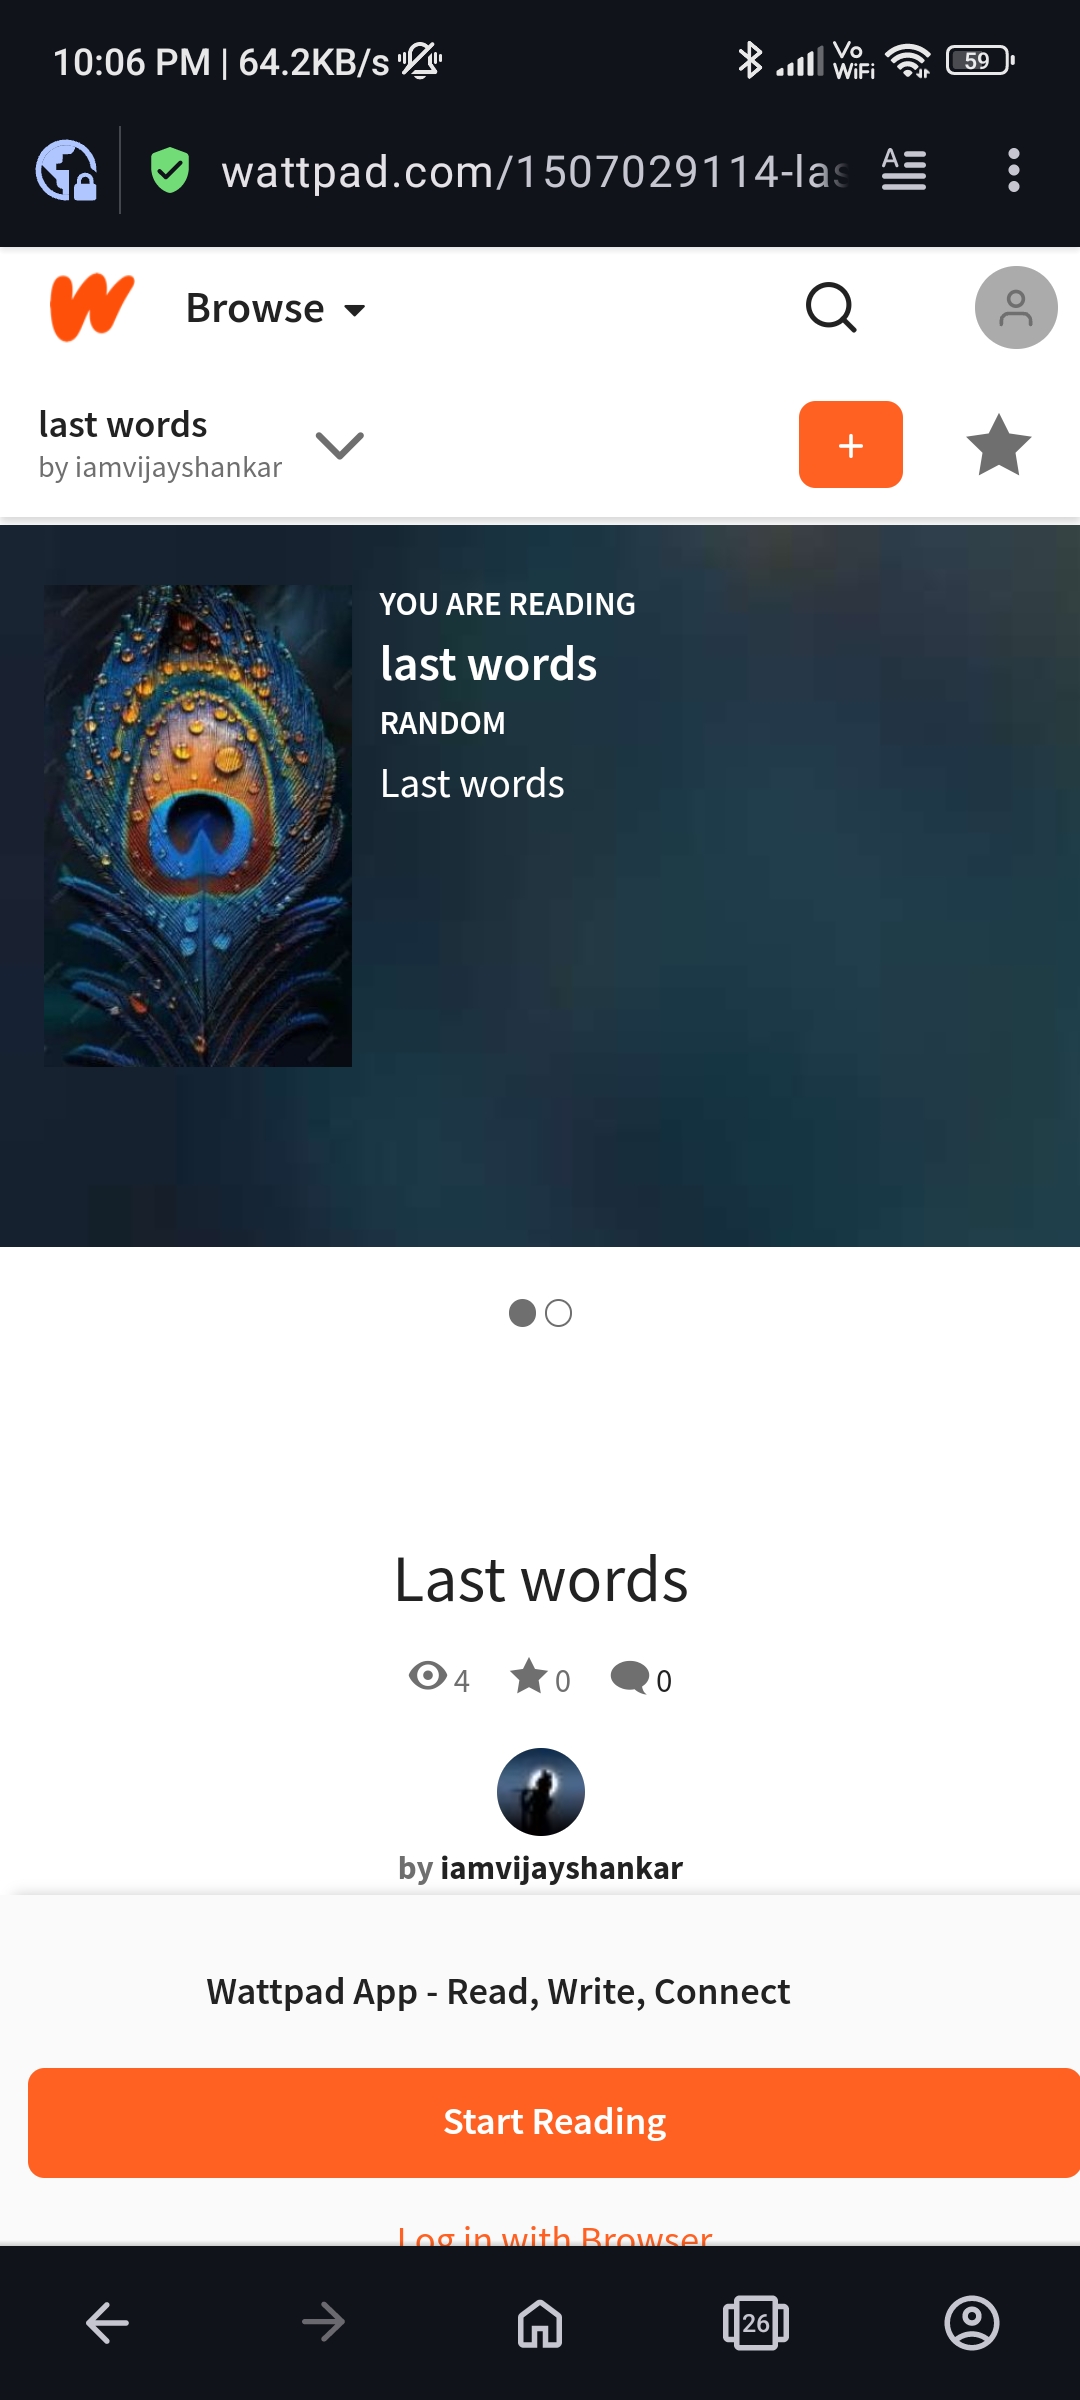 10:06 PM | 64.2KB/s
Vo
WiFi
59
wattpad.com/1507029114-las
A
Browse
last words
by iamvijayshankar
+
YOU ARE READING
last words
RANDOM
Last words
Last words
4 0 0
by iamvijayshankar
Wattpad App - Read, Write, Connect
Start Reading
Log in with Browser
26